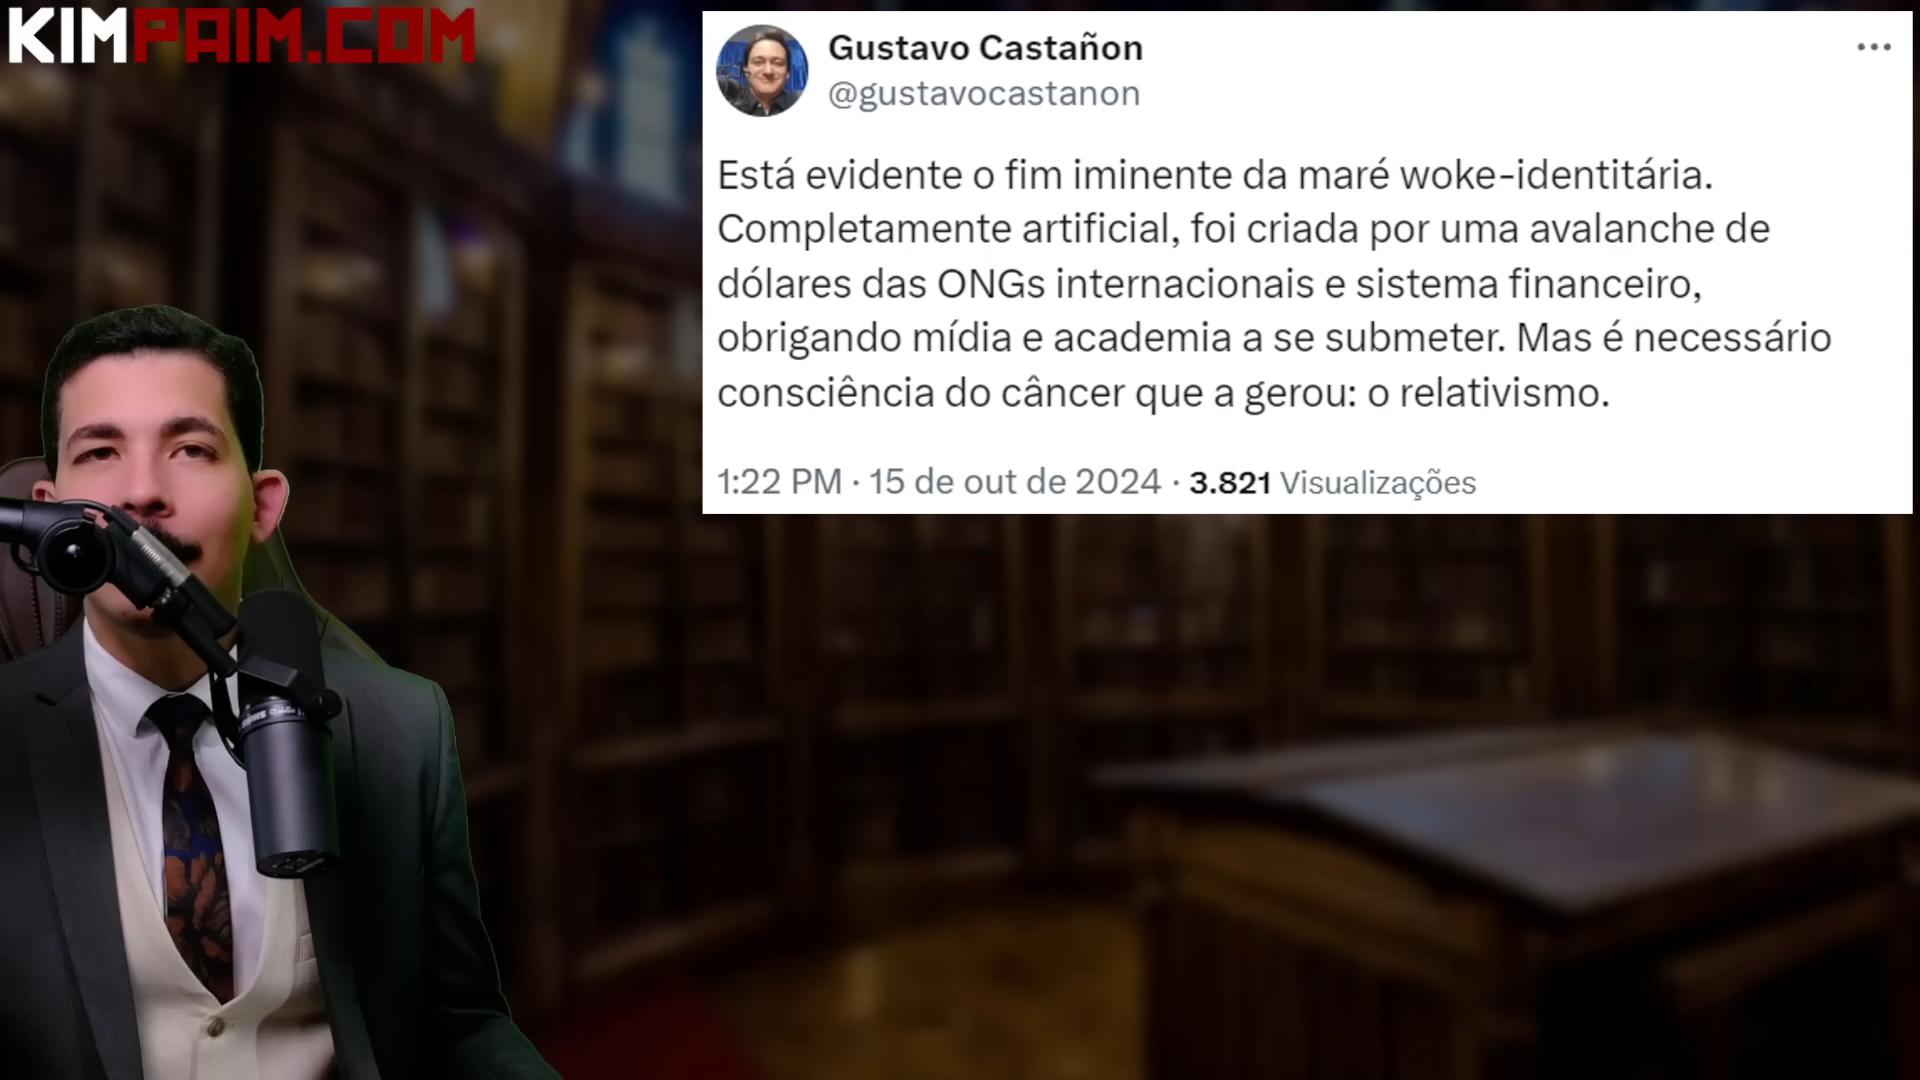 KIMPAIM.COM
Gustavo Castañon
@gustavocastanon
Está evidente o fim iminente da maré woke-identitária.
Completamente artificial, foi criada por uma avalanche de
dólares das ONGs internacionais e sistema financeiro,
obrigando mídia e academia a se submeter. Mas é necessário
consciência do câncer que a gerou: o relativismo.
1:22 PM · 15 de out de 2024 · 3.821 Visualizações